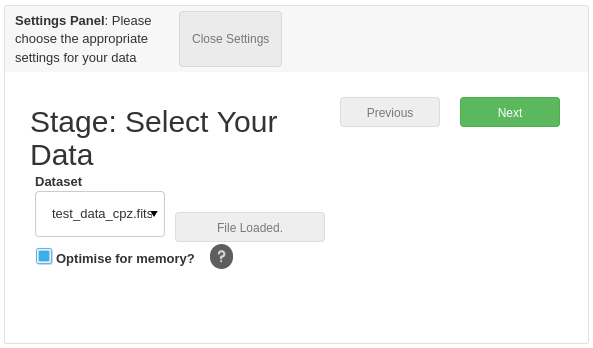 Settings Panel: Please
choose the appropriate
settings for your data
Close Settings
Stage: Select Your
Data
Previous
Next
Dataset
test_data_cpz.fits
File Loaded.
Optimise for memory?
?